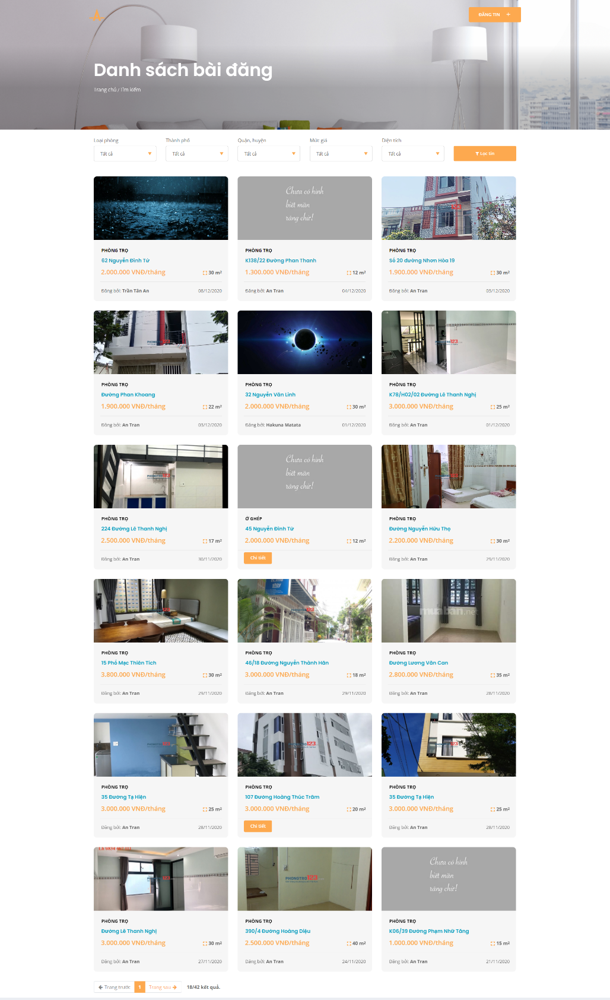 ĐĂNG TIN +
Danh sách bài đăng
Trang chủ / Tìm kiếm
Loại phòng
Thành phố
Quận, huyện
Mức giá
Diện tích
Tất cả
Tất cả
Tất cả
Tất cả
Tất cả
Lọc tin
Chưa có hình
biết măn
răng chừ!
PHÒNG TRỌ
62 Nguyễn Đình Tứ
2.000.000 VNĐ/tháng
30 m²
Đăng bởi: Trần Tấn An
08/12/2020
PHÒNG TRỌ
K138/22 Đường Phan Thanh
1.300.000 VNĐ/tháng
12 m²
Đăng bởi: An Tran
04/12/2020
PHÒNG TRỌ
Số 20 đường Nhơn Hòa 19
1.900.000 VNĐ/tháng
30 m²
Đăng bởi: An Tran
03/12/2020
PHONGTRO123
PHONGTRO123
PHÒNG TRỌ
Đường Phan Khoang
1.900.000 VNĐ/tháng
22 m²
Đăng bởi: An Tran
03/12/2020
PHÒNG TRỌ
32 Nguyễn Văn Linh
2.000.000 VNĐ/tháng
30 m²
Đăng bởi: Hakuna Matata
01/12/2020
PHÒNG TRỌ
K78/H02/02 Đường Lê Thanh Nghị
3.000.000 VNĐ/tháng
25 m²
Đăng bởi: An Tran
01/12/2020
PHONGTRO123
Chưa có hình
biết măn
răng chừ!
PHONGTRO123
PHÒNG TRỌ
224 Đường Lê Thanh Nghị
2.500.000 VNĐ/tháng
17 m²
Đăng bởi: An Tran
30/11/2020
Ở GHÉP
45 Nguyễn Đình Tứ
2.000.000 VNĐ/tháng
12 m²
Chi tiết
PHÒNG TRỌ
Đường Nguyễn Hữu Thọ
2.200.000 VNĐ/tháng
30 m²
Đăng bởi: An Tran
29/11/2020
stay
PHONGTRO123
muaban.net
PHÒNG TRỌ
15 Phố Mạc Thiên Tích
3.800.000 VNĐ/tháng
30 m²
Đăng bởi: An Tran
29/11/2020
PHÒNG TRỌ
46/18 Đường Nguyễn Thành Hãn
3.000.000 VNĐ/tháng
18 m²
Đăng bởi: An Tran
29/11/2020
PHÒNG TRỌ
Đường Lương Văn Can
2.800.000 VNĐ/tháng
35 m²
Đăng bởi: An Tran
28/11/2020
PHONGTRO123
PHONGTRO123
PHONGTRO123
PHÒNG TRỌ
35 Đường Tạ Hiện
3.000.000 VNĐ/tháng
25 m²
Đăng bởi: An Tran
28/11/2020
PHÒNG TRỌ
107 Đường Hoàng Thúc Trâm
3.000.000 VNĐ/tháng
20 m²
Chi tiết
PHÒNG TRỌ
35 Đường Tạ Hiện
3.000.000 VNĐ/tháng
25 m²
Đăng bởi: An Tran
28/11/2020
PHONGTRO123
Chưa có hình
biết măn
răng chừ!
PHÒNG TRỌ
Đường Lê Thanh Nghị
3.000.000 VNĐ/tháng
30 m²
Đăng bởi: An Tran
27/11/2020
PHÒNG TRỌ
390/4 Đường Hoàng Diệu
2.500.000 VNĐ/tháng
40 m²
Đăng bởi: An Tran
24/11/2020
PHÒNG TRỌ
K06/39 Đường Phạm Nhữ Tăng
1.000.000 VNĐ/tháng
15 m²
Đăng bởi: An Tran
21/11/2020
Trang trước 1 Trang sau 18/42 kết quả.